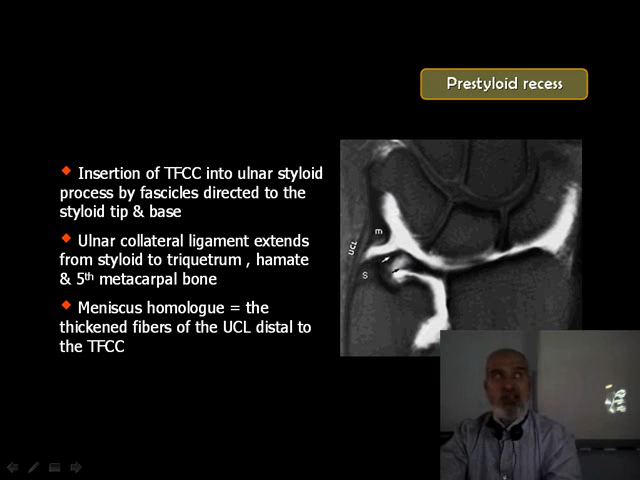 Prestyloid recess
Insertion of TFCC into ulnar styloid
process by fascicles directed to the
styloid tip & base
Ulnar collateral ligament extends
from styloid to triquetrum , hamate
& 5th metacarpal bone
Meniscus homologue = the
thickened fibers of the UCL distal to
the TFCC
m
UCL
S